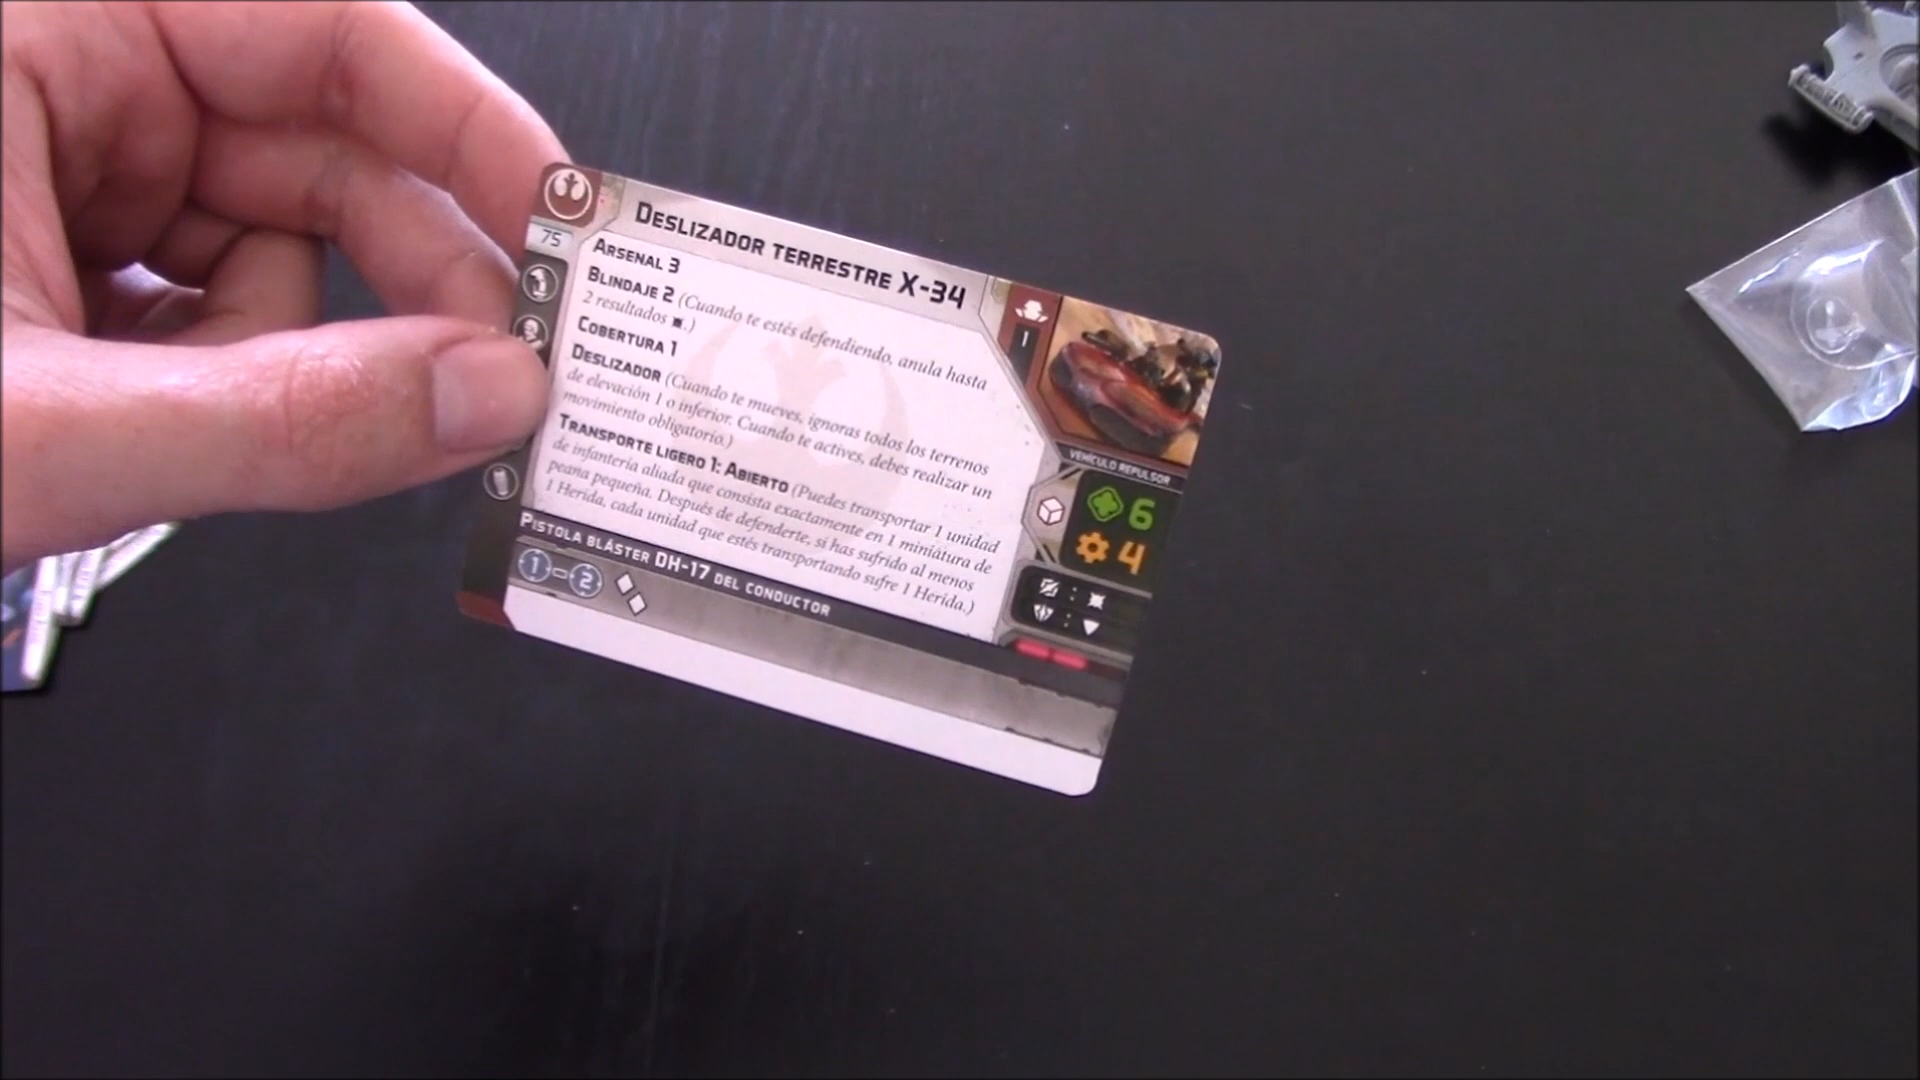 DESLIZADOR TERRESTRE X-34
75
ARSENAL 3
BLINDAJE 2 (Cuando te estés defendiendo, anula hasta
2 resultados .)
COBERTURA 1
DESLIZADOR (Cuando te mueves, ignoras todos los terrenos
de elevación 1 o inferior. Cuando te actives, debes realizar un
movimiento obligatorio.)
TRANSPORTE LIGERO 1: ABIERTO (Puedes transportar 1 unidad
de infantería aliada que consista exactamente en 1 miniatura de
peana pequeña. Después de defenderte, si has sufrido al menos
1 Herida, cada unidad que estés transportando sufre 1 Herida.)
1
VEHÍCULO REPULSOR
6
4
: 
:
PISTOLA BLÁSTER DH-17 DEL CONDUCTOR
1-2